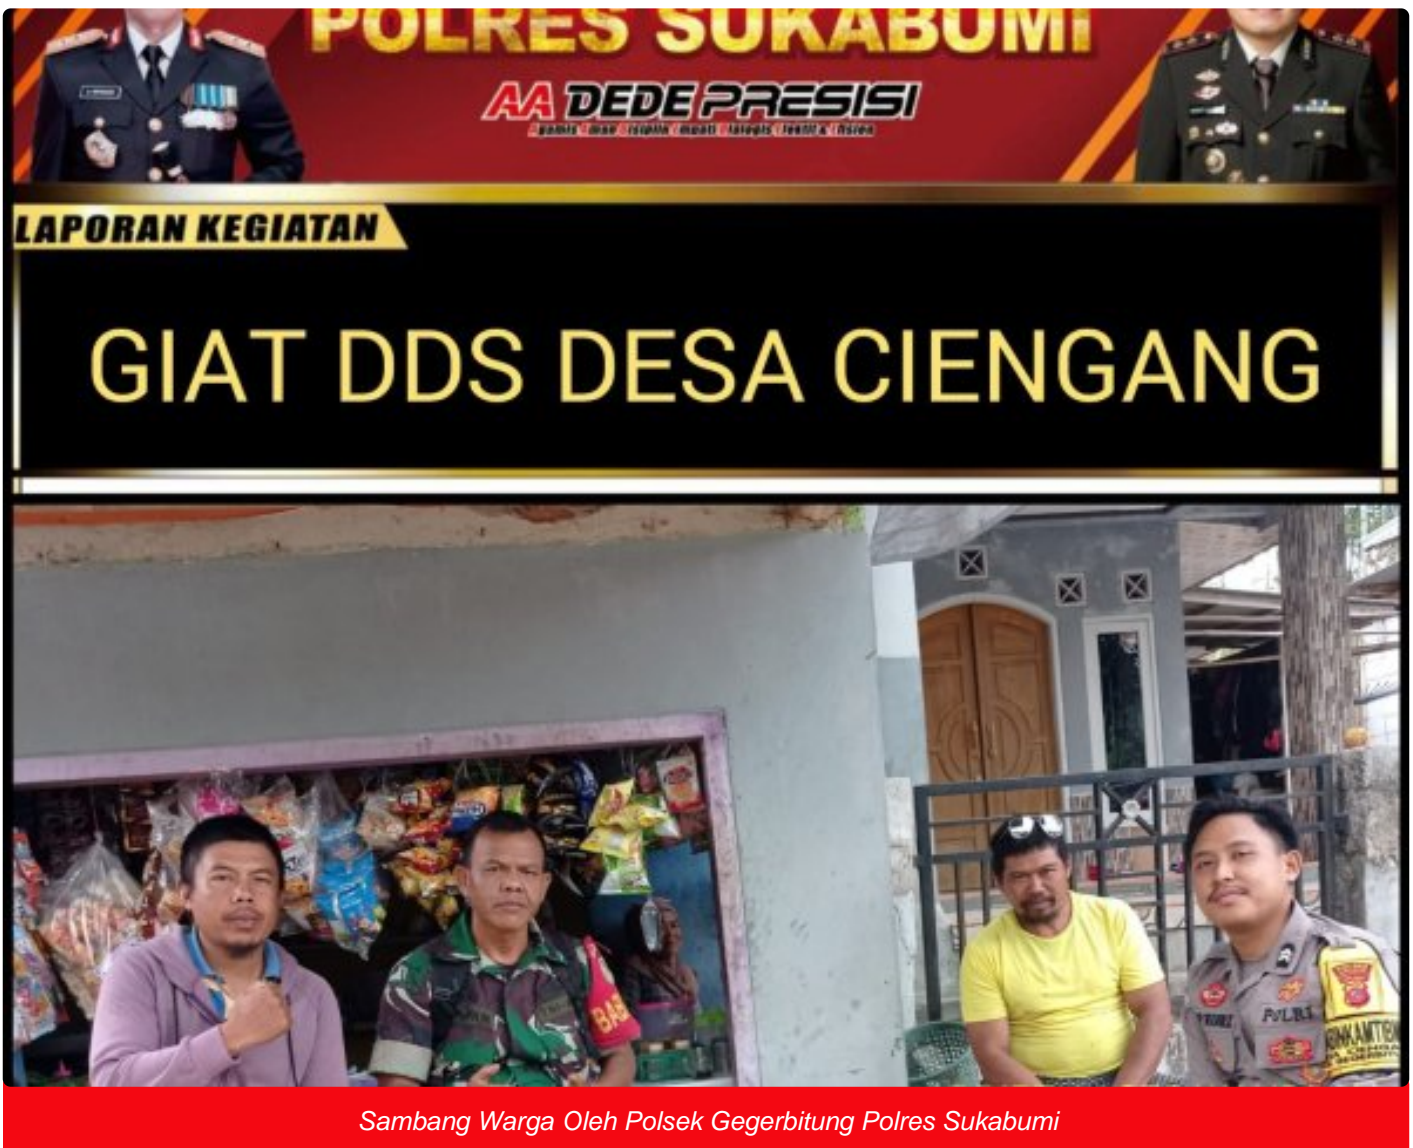 POLRES SUKABUMI
AA DEDE PRESISI
LAPORAN KEGIATAN
GIAT DDS DESA CIENGANG
POLRI
Sambang Warga Oleh Polsek Gegerbitung Polres Sukabumi